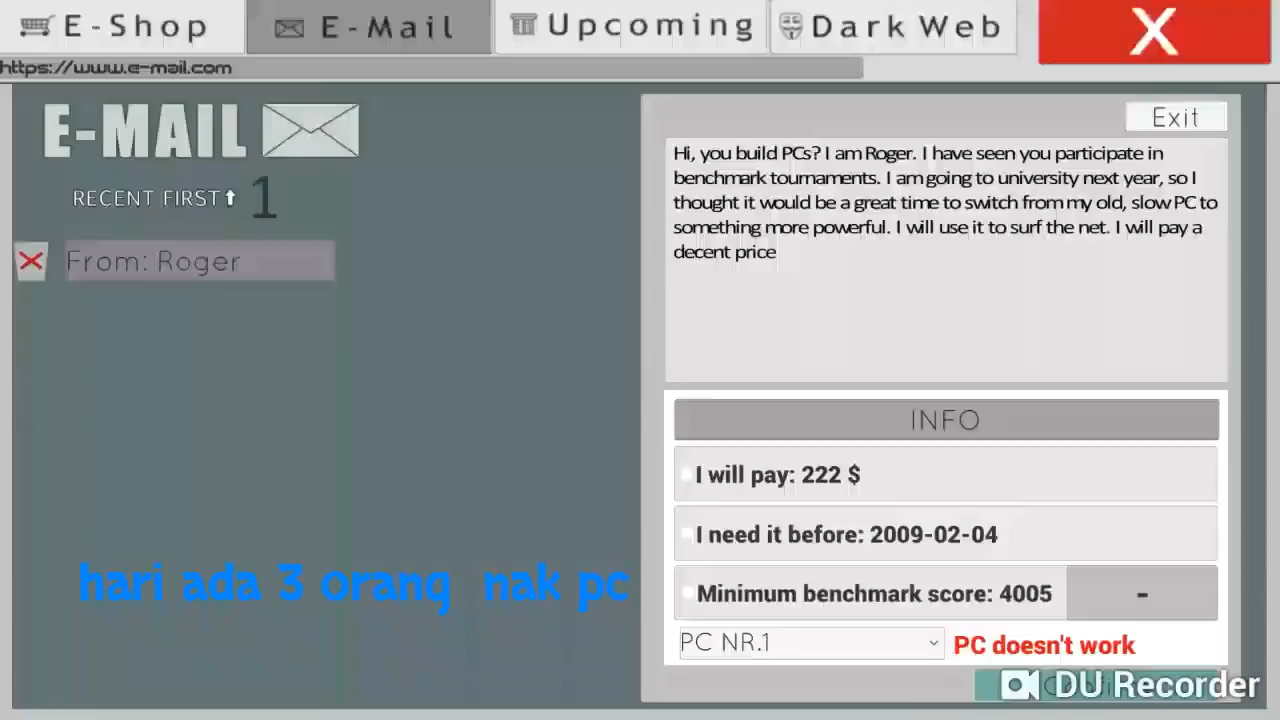 E-Shop
E-Mail
Upcoming
Dark Web
X
https://www.e-mail.com
E-MAIL
RECENT FIRST 1
From: Roger
Exit
Hi, you build PCs? I am Roger. I have seen you participate in
benchmark tournaments. I am going to university next year, so I
thought it would be a great time to switch from my old, slow PC to
something more powerful. I will use it to surf the net. I will pay a
decent price
INFO
I will pay: 222 $
I need it before: 2009-02-04
Minimum benchmark score: 4005 -
PC NR.1
PC doesn't work
hari ada 3 orang nak pc
DU Recorder